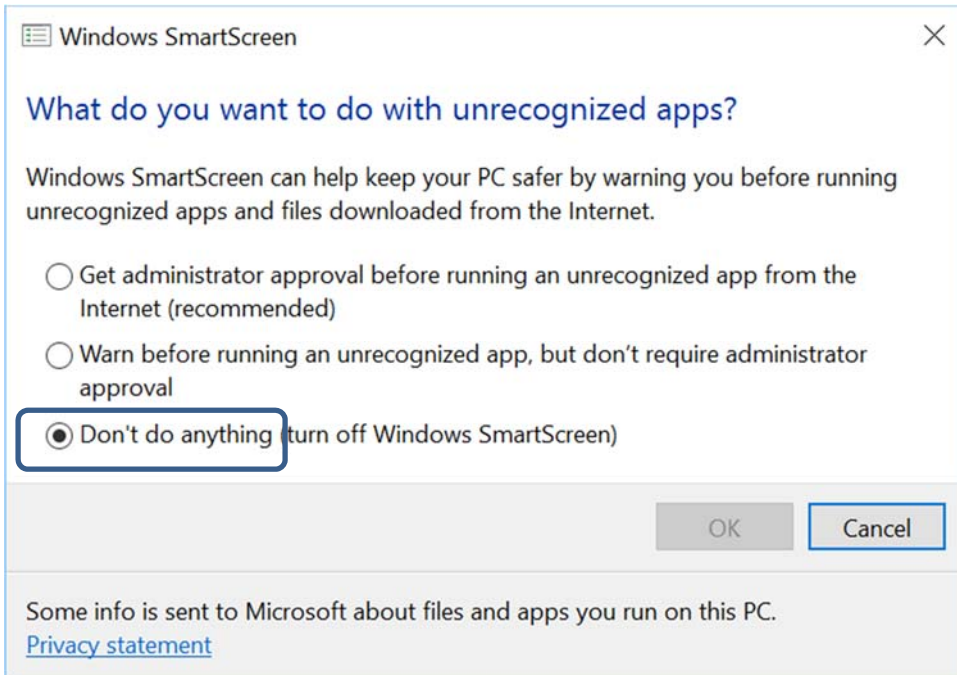 Windows SmartScreen
What do you want to do with unrecognized apps?
Windows SmartScreen can help keep your PC safer by warning you before running
unrecognized apps and files downloaded from the Internet.
Get administrator approval before running an unrecognized app from the
Internet (recommended)
Warn before running an unrecognized app, but don’t require administrator
approval
Don't do anything (turn off Windows SmartScreen)
OK
Cancel
Some info is sent to Microsoft about files and apps you run on this PC.
Privacy statement